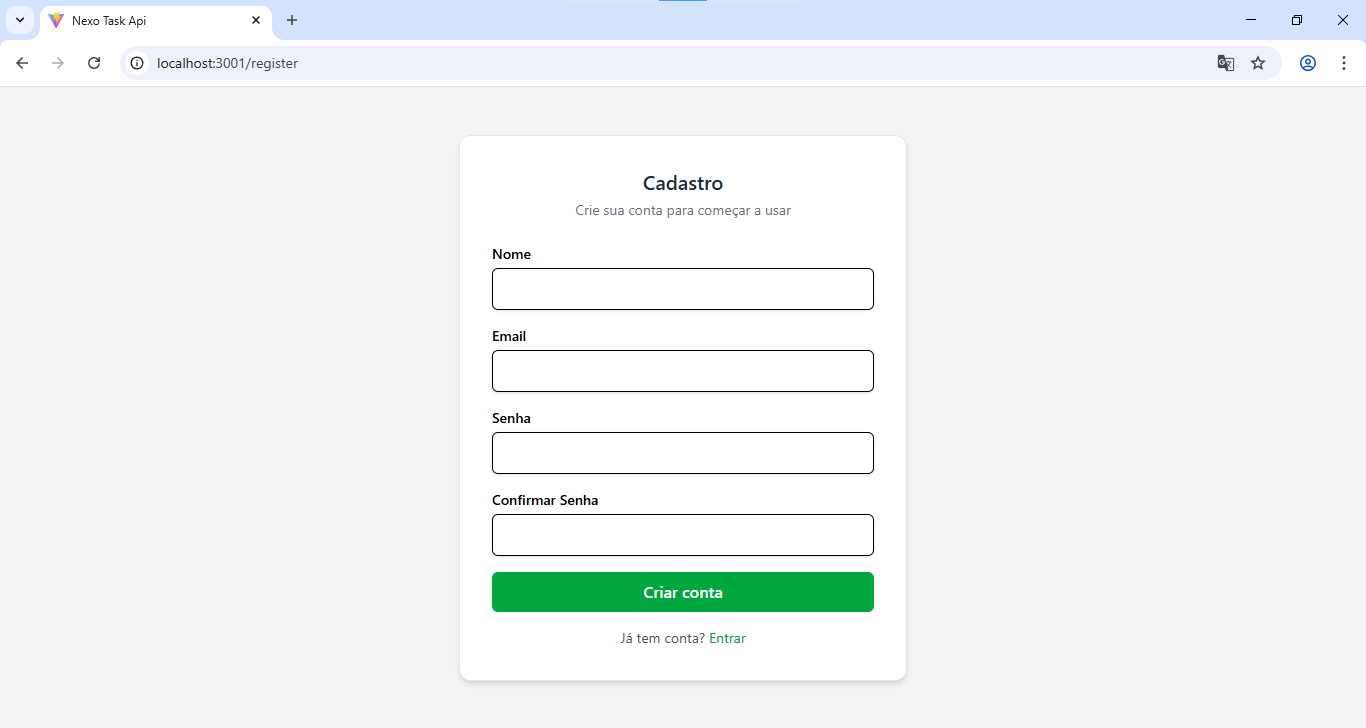 Nexo Task Api
localhost:3001/register
Cadastro
Crie sua conta para começar a usar
Nome
Email
Senha
Confirmar Senha
Criar conta
Já tem conta? Entrar